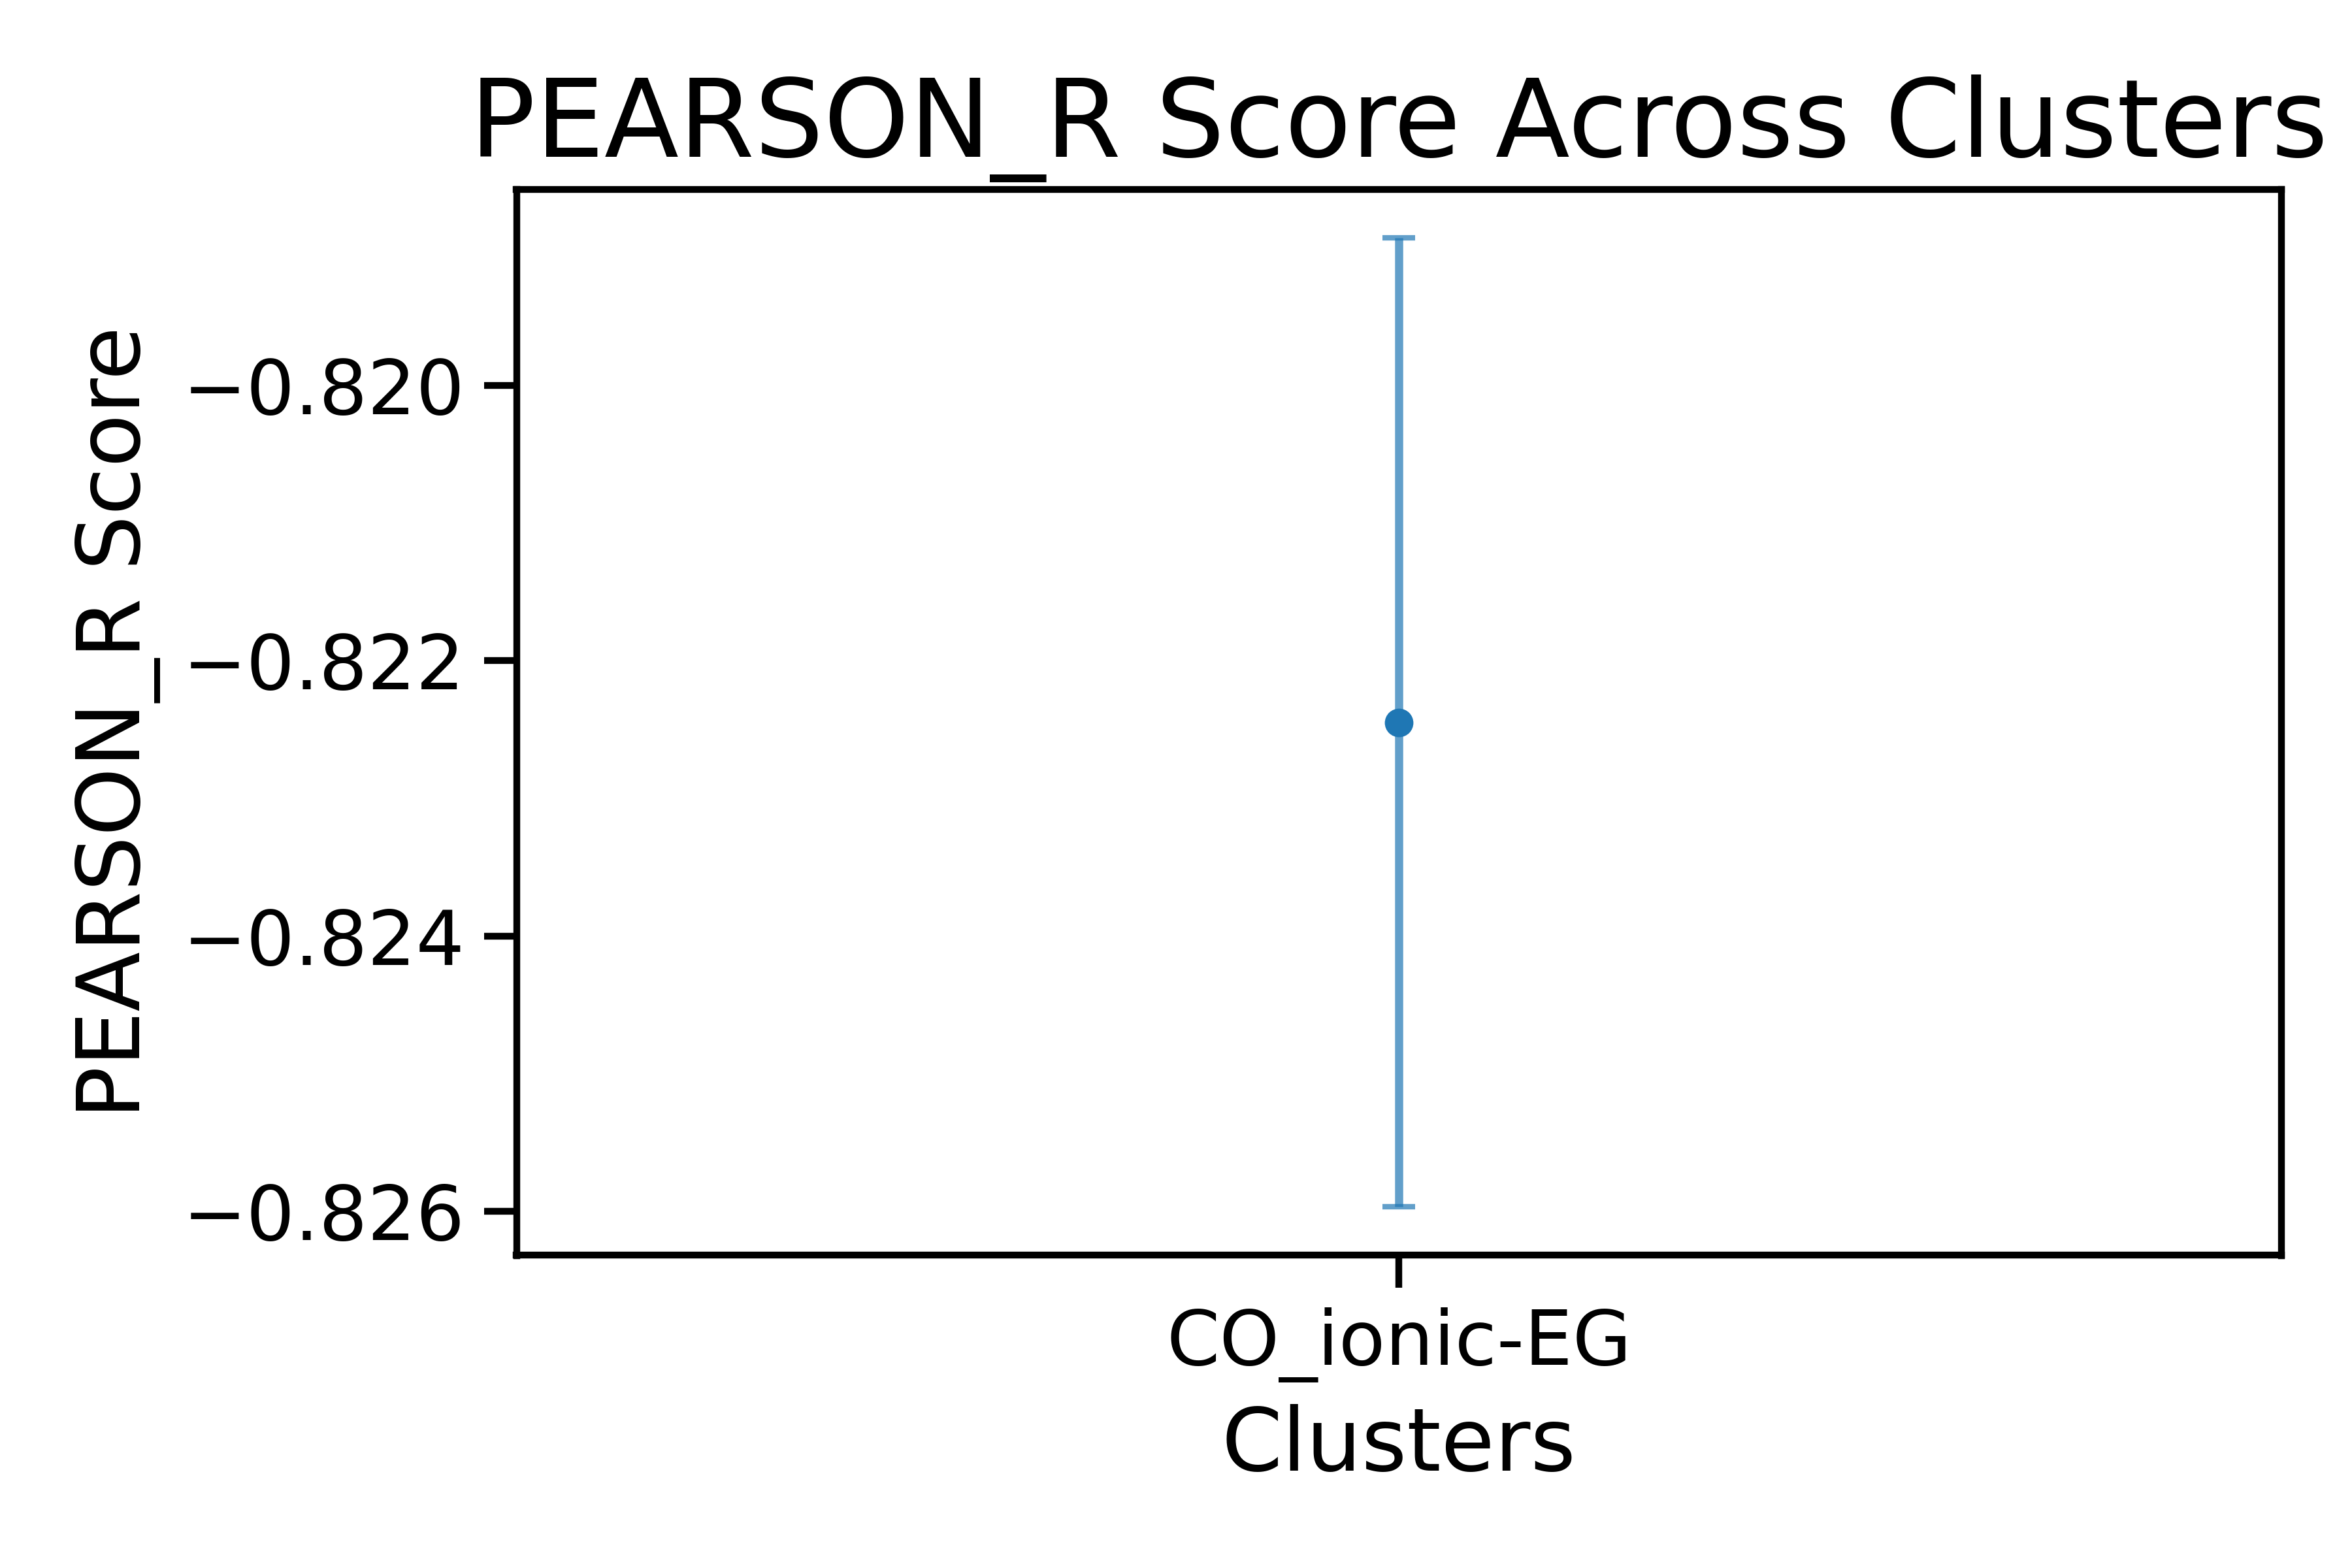 PEARSON_R Score Across Clusters
PEARSON_R Score
−0.820
−0.822
−0.824
−0.826
CO_ionic-EG
Clusters